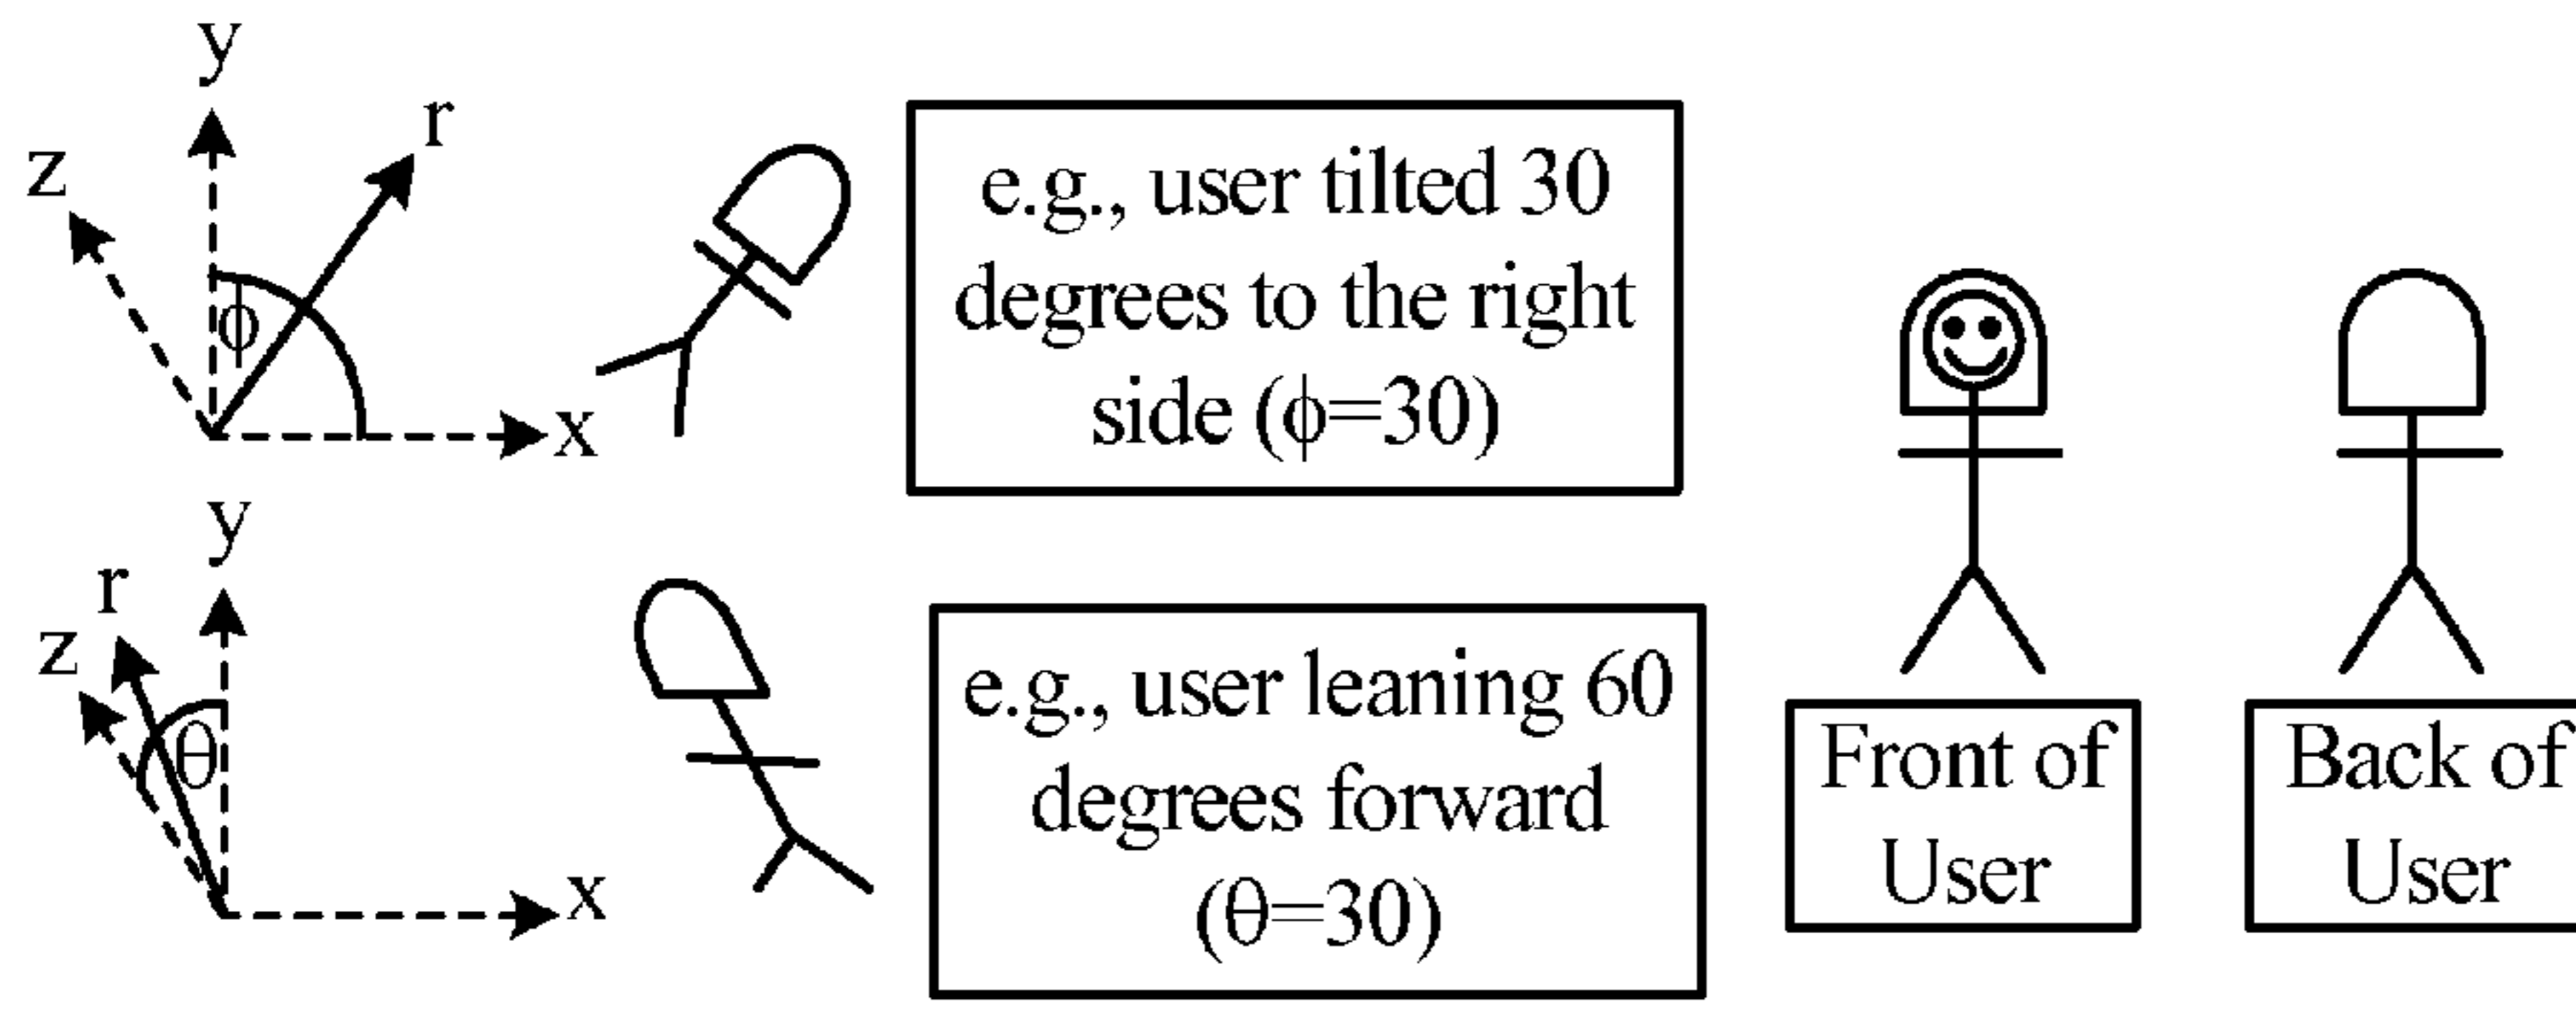 y
r
z
ϕ
x
e.g., user tilted 30
degrees to the right
side (ϕ=30)
y
r
z
θ
x
e.g., user leaning 60
degrees forward
(θ=30)
Front of
User
Back of
User